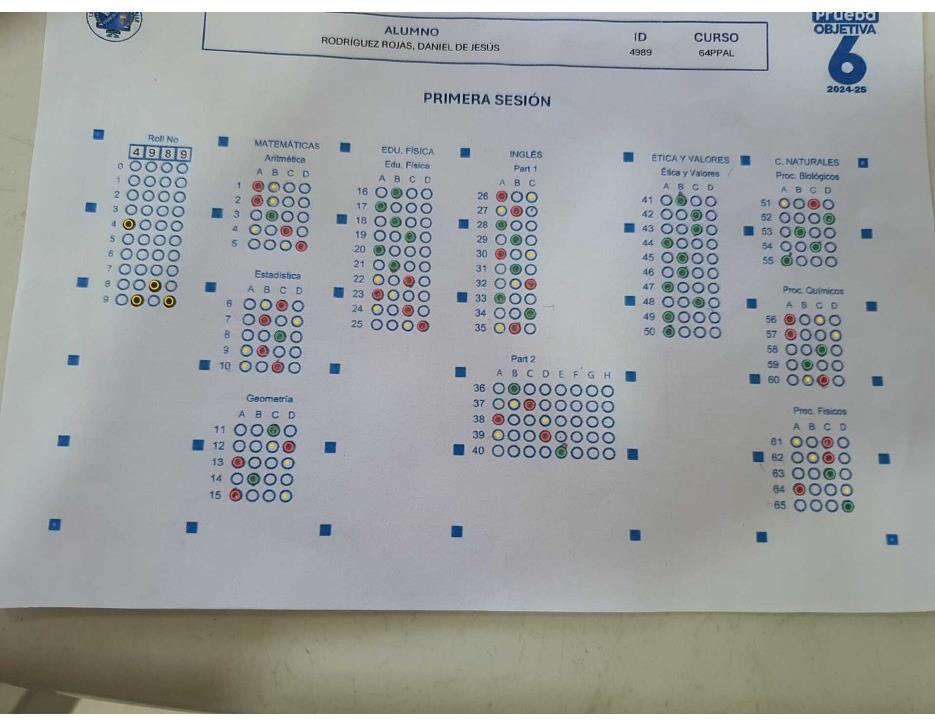 Prueba
OBJETIVA
6
2024-25
ALUMNO
RODRÍGUEZ ROJAS, DANIEL DE JESÚS
ID
4989
CURSO
64PPAL
PRIMERA SESIÓN
Roll No
4 9 8 9
0
1
2
3
4
5
6
7
8
9
MATEMÁTICAS
Aritmética
A B C D
1
2
3
4
5
Estadística
A B C D
6
7
8
9
10
Geometría
A B C D
11
12
13
14
15
EDU. FÍSICA
Edu. Física
A B C D
16
17
18
19
20
21
22
23
24
25
INGLÉS
Part 1
A B C
26
27
28
29
30
31
32
33
34
35
Part 2
A B C D E F G H
36
37
38
39
40
ÉTICA Y VALORES
Ética y Valores
A B C D
41
42
43
44
45
46
47
48
49
50
C. NATURALES
Proc. Biológicos
A B C D
51
52
53
54
55
Proc. Químicos
A B C D
56
57
58
59
60
Proc. Físicos
A B C D
61
62
63
64
65